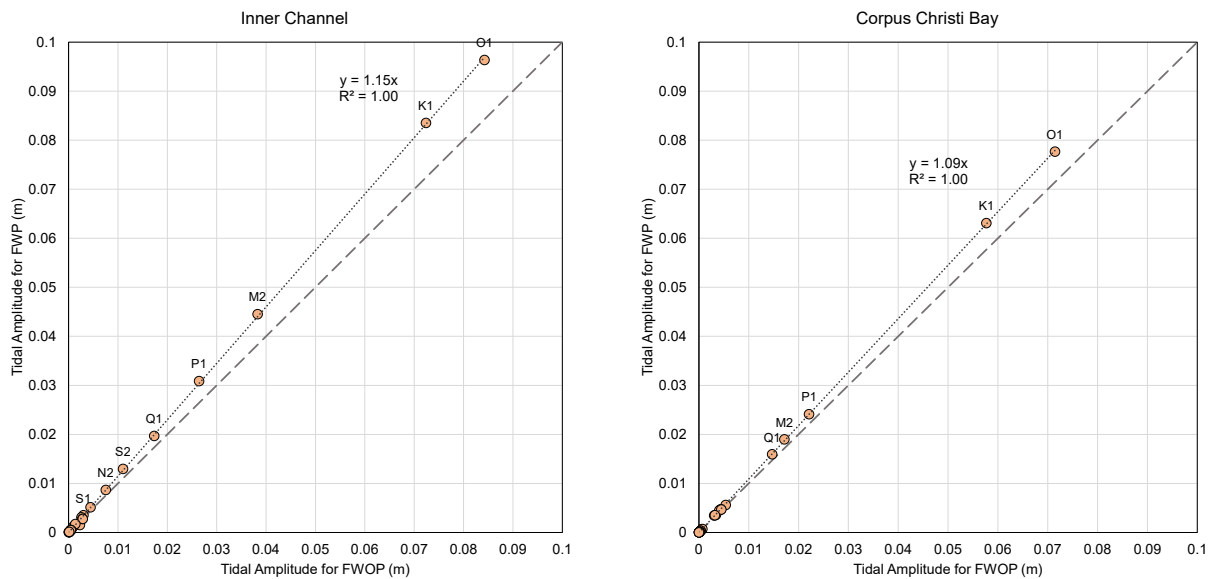 Inner Channel
0.1
0.09
0.08
0.07
0.06
0.05
0.04
0.03
0.02
0.01
0
Tidal Amplitude for FWP (m)
O1
y = 1.15x
R² = 1.00
K1
M2
P1
Q1
S2
N2
S1
0 0.01 0.02 0.03 0.04 0.05 0.06 0.07 0.08 0.09 0.1
Tidal Amplitude for FWOP (m)
Corpus Christi Bay
0.1
0.09
0.08
0.07
0.06
0.05
0.04
0.03
0.02
0.01
0
Tidal Amplitude for FWP (m)
O1
y = 1.09x
R² = 1.00
K1
P1
M2
Q1
0 0.01 0.02 0.03 0.04 0.05 0.06 0.07 0.08 0.09 0.1
Tidal Amplitude for FWOP (m)